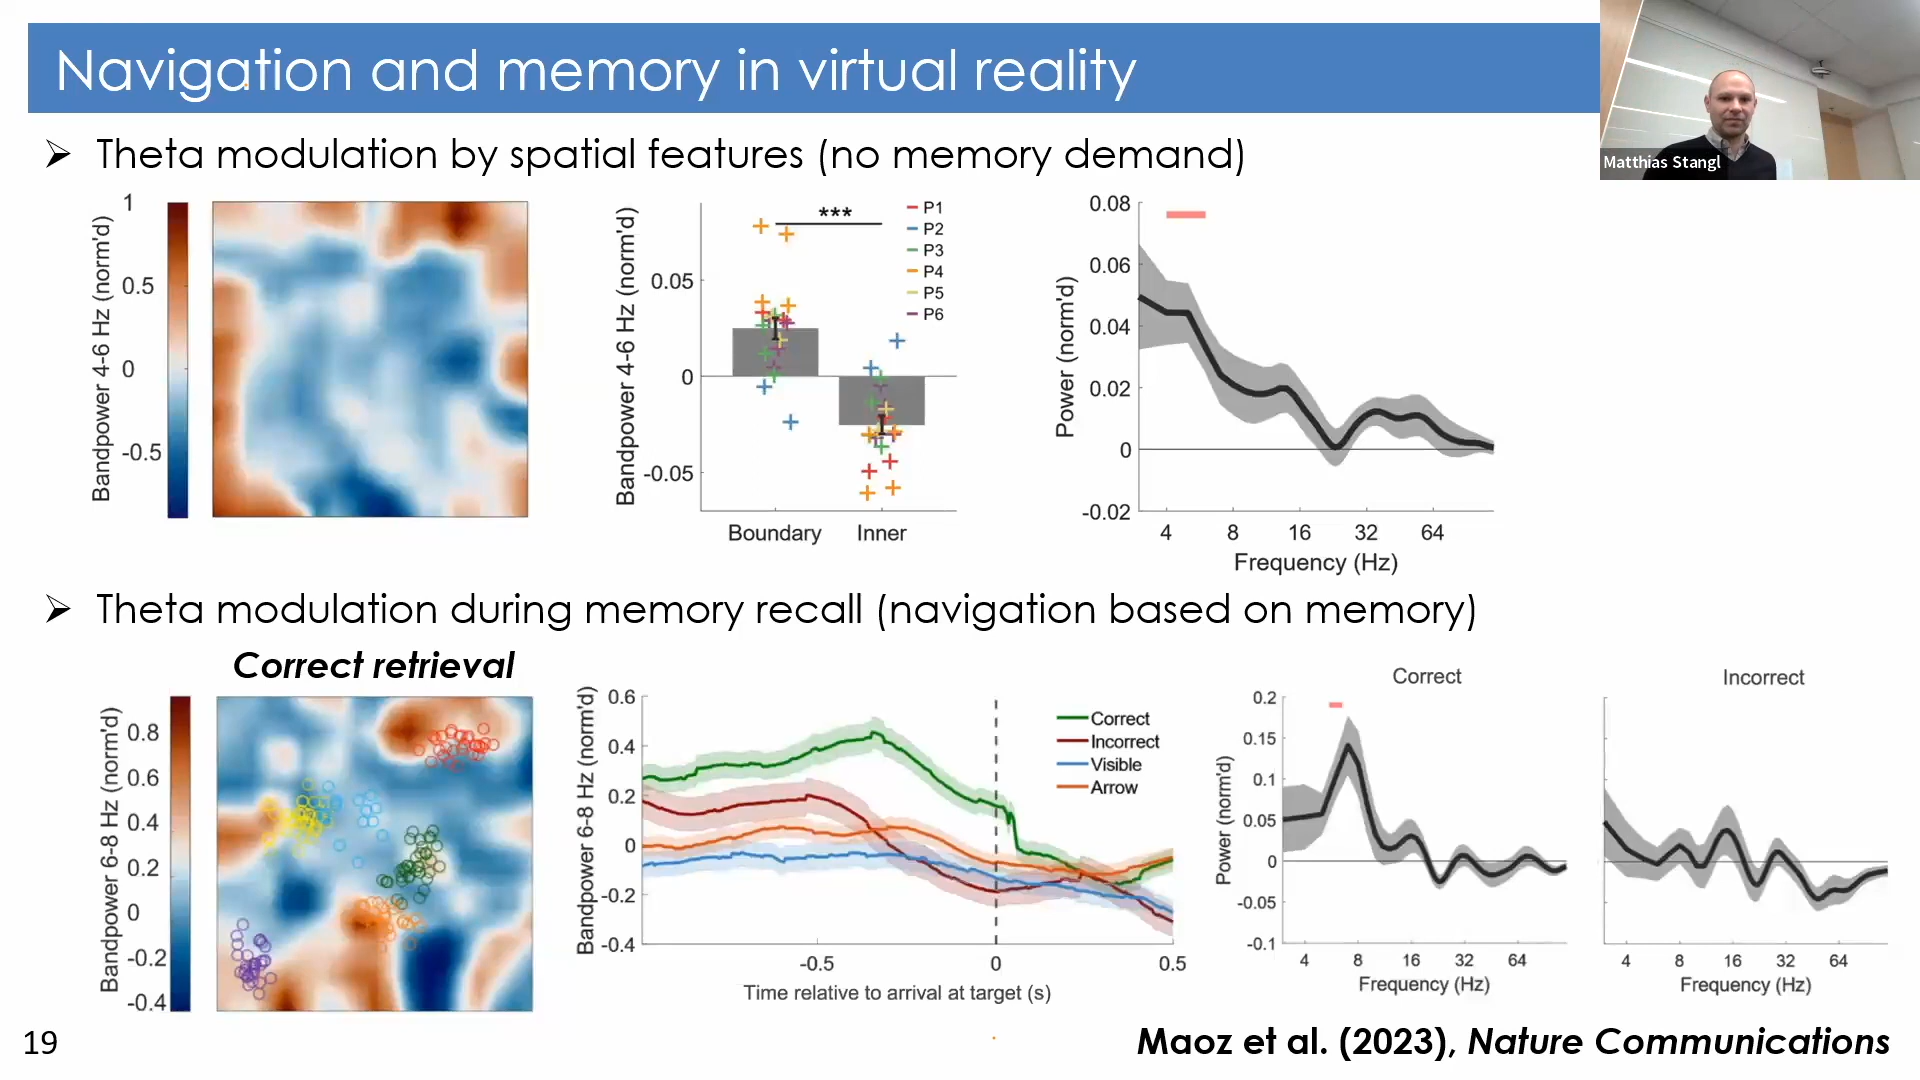 Navigation and memory in virtual reality
Matthias Stangl
➢ Theta modulation by spatial features (no memory demand)
Bandpower 4-6 Hz (norm'd)
1
0.5
0
-0.5
Bandpower 4-6 Hz (norm'd)
0.05
0
-0.05
***
P1
P2
P3
P4
P5
P6
Boundary Inner
Power (norm'd)
0.08
0.06
0.04
0.02
0
-0.02
4 8 16 32 64
Frequency (Hz)
➢ Theta modulation during memory recall (navigation based on memory)
Correct retrieval
Bandpower 6-8 Hz (norm'd)
0.8
0.6
0.4
0.2
0
-0.2
-0.4
Bandpower 6-8 Hz (norm'd)
0.6
0.4
0.2
0
-0.2
-0.4
Correct
Incorrect
Visible
Arrow
-0.5 0 0.5
Time relative to arrival at target (s)
Correct
Power (norm'd)
0.2
0.15
0.1
0.05
0
-0.05
-0.1
4 8 16 32 64
Frequency (Hz)
Incorrect
4 8 16 32 64
Frequency (Hz)
19
Maoz et al. (2023), Nature Communications